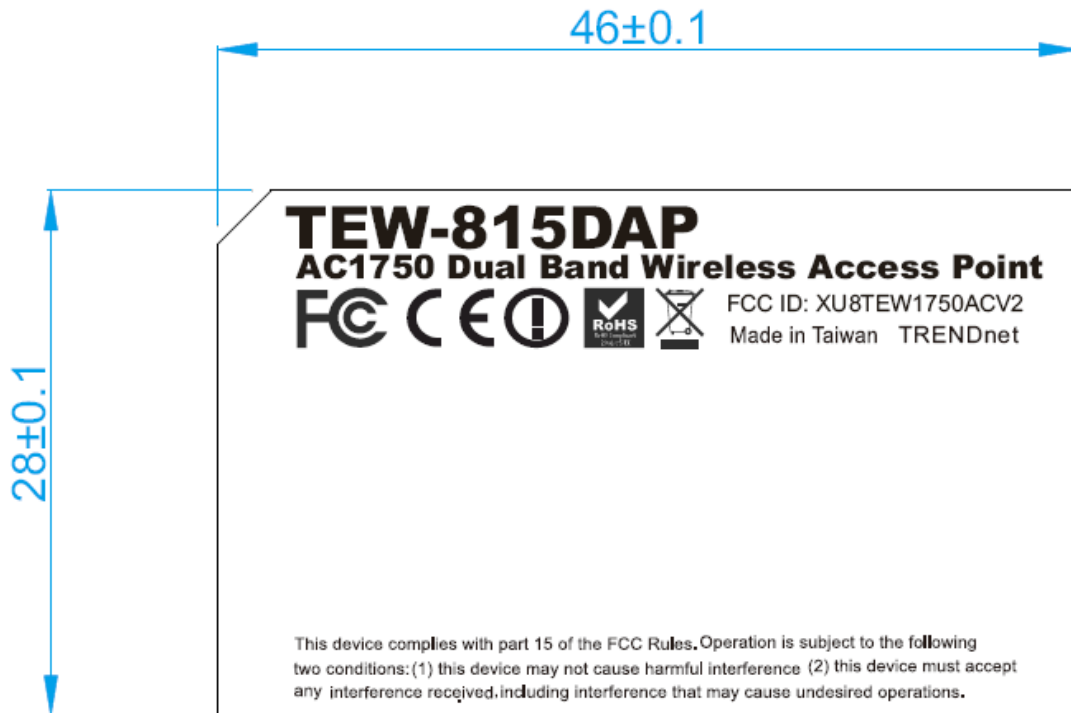 46±0.1
28±0.1
TEW-815DAP
AC1750 Dual Band Wireless Access Point
FC CE RoHS FCC ID: XU8TEW1750ACV2
Made in Taiwan TRENDnet
This device complies with part 15 of the FCC Rules. Operation is subject to the following
two conditions: (1) this device may not cause harmful interference (2) this device must accept
any interference received, including interference that may cause undesired operations.